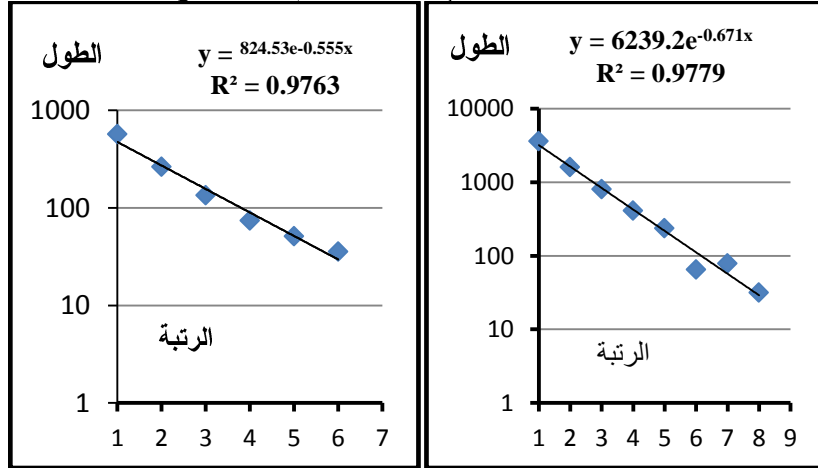 الطول
y = 824.53e-0.555x
R² = 0.9763
1000
100
10
1
الرتبة
1 2 3 4 5 6 7
الطول
y = 6239.2e-0.671x
R² = 0.9779
10000
1000
100
10
1
الرتبة
1 2 3 4 5 6 7 8 9